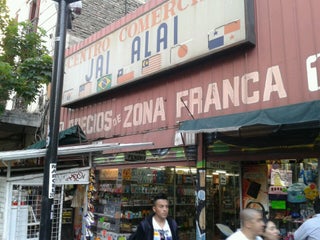 CENTRO COMERCIAL
JAI ALAI
PRECIOS DE ZONA FRANCA